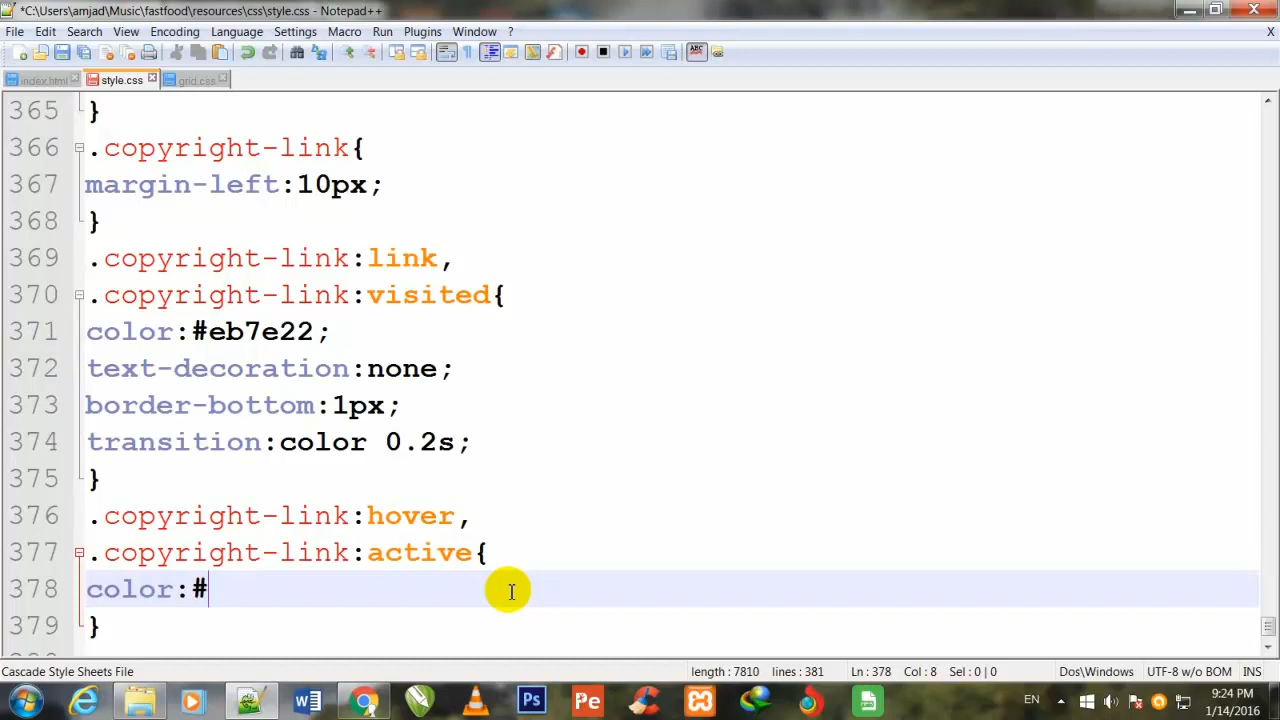 *C:\Users\amjad\Music\fastfood\resources\css\style.css - Notepad++
File Edit Search View Encoding Language Settings Macro Run Plugins Window ? X
index.html style.css grid.css
365 }
366 .copyright-link{
367 margin-left:10px;
368 }
369 .copyright-link:link,
370 .copyright-link:visited{
371 color:#eb7e22;
372 text-decoration:none;
373 border-bottom:1px;
374 transition:color 0.2s;
375 }
376 .copyright-link:hover,
377 .copyright-link:active{
378 color:#
379 }
Cascade Style Sheets File length : 7810 lines : 381 Ln : 378 Col : 8 Sel : 0 | 0 Dos\Windows UTF-8 w/o BOM INS
EN 9:24 PM
1/14/2016